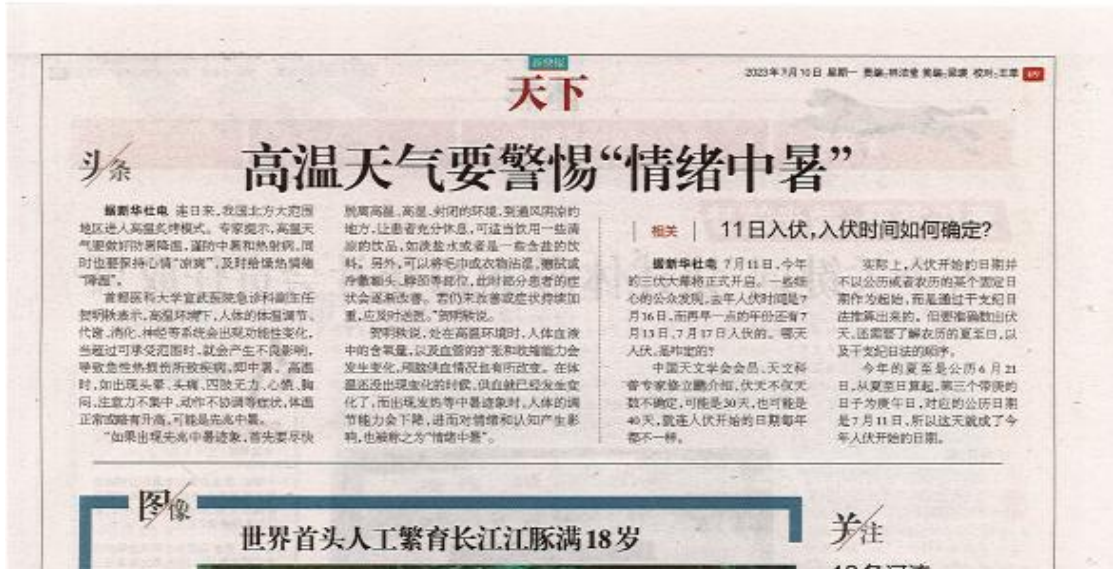 新快报
天下
2023年7月10日 星期一
头条
高温天气要警惕“情绪中暑”
据新华社电 连日来,我国北方大范围
地区进入高温炙烤模式。专家提示,高温天
气要做好防暑降温,谨防中暑和热射病,同
时也要保持心情“凉爽”,及时给燥热情绪
“降温”。
首都医科大学宣武医院急诊科副主任
贺明轶表示,高温环境下,人体的体温调节、
代谢、消化、神经等系统会出现功能性变化,
当超过可承受范围时,就会产生不良影响,
导致急性热损伤所致疾病,即中暑。高温
时,如出现头晕、头痛、四肢无力、心慌、胸
闷、注意力不集中、动作不协调等症状,体温
正常或略有升高,可能是先兆中暑。
“如果出现先兆中暑迹象,首先要尽快
脱离高温、高湿、封闭的环境,到通风阴凉的
地方,让患者充分休息,可适当饮用一些清
凉的饮品,如淡盐水或者是一些含盐的饮
料。另外,可以将毛巾或衣物沾湿,擦拭或
冷敷额头、脖颈等部位,此时部分患者的症
状会逐渐改善。若仍未改善或症状持续加
重,应及时送医。”贺明轶说。
贺明轶说,处在高温环境时,人体血液
中的含氧量,以及血管的扩张和收缩能力会
发生变化,颅脑供血情况也有所改变。在体
温还没出现变化的时候,供血就已经发生变
化了,而出现发热等中暑迹象时,人体的调
节能力会下降,进而对情绪和认知产生影
响,也被称之为“情绪中暑”。
相关 11日入伏,入伏时间如何确定?
据新华社电 7月11日,今年
的三伏大幕将正式开启。一些细
心的公众发现,去年入伏时间是7
月16日,而再早一点的年份还有7
月13日、7月17日入伏的。哪天
入伏,是咋定的?
中国天文学会会员、天文科
普专家修立鹏介绍,伏天不仅天
数不确定,可能是30天,也可能是
40天,就连入伏开始的日期每年
都不一样。
实际上,入伏开始的日期并
不以公历或者农历的某个固定日
期作为起始,而是通过干支纪日
法推算出来的。但要准确数出伏
天,还需要了解农历的夏至日,以
及干支纪日法的顺序。
今年的夏至是公历6月21
日,从夏至日算起,第三个带庚的
日子为庚午日,对应的公历日期
是7月11日,所以这天就成了今
年入伏开始的日期。
图像
世界首头人工繁育长江江豚满18岁
关注